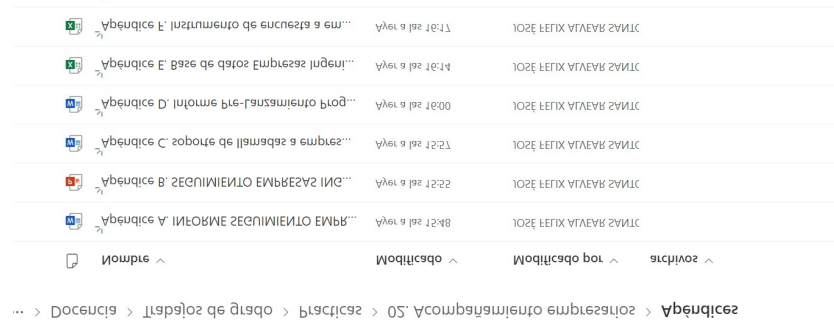 ... > Docencia > Trabajos de grado > Practicas > 02. Acompañamiento empresarios > Apéndices
Nombre Modificado Modificado por archivos
Apéndice A. INFORME SEGUIMIENTO EMPR... Ayer a las 15:48 JOSÉ FELIX ALVEAR SANTO
Apéndice B. SEGUIMIENTO EMPRESAS ING... Ayer a las 15:55 JOSÉ FELIX ALVEAR SANTO
Apéndice C. soporte de llamadas a empres... Ayer a las 15:57 JOSÉ FELIX ALVEAR SANTO
Apéndice D. Informe Pre-Lanzamiento Prog... Ayer a las 16:00 JOSÉ FELIX ALVEAR SANTO
Apéndice E. Base de datos Empresas Ingeni... Ayer a las 16:14 JOSÉ FELIX ALVEAR SANTO
Apéndice F. Instrumento de encuesta a em... Ayer a las 16:17 JOSÉ FELIX ALVEAR SANTO